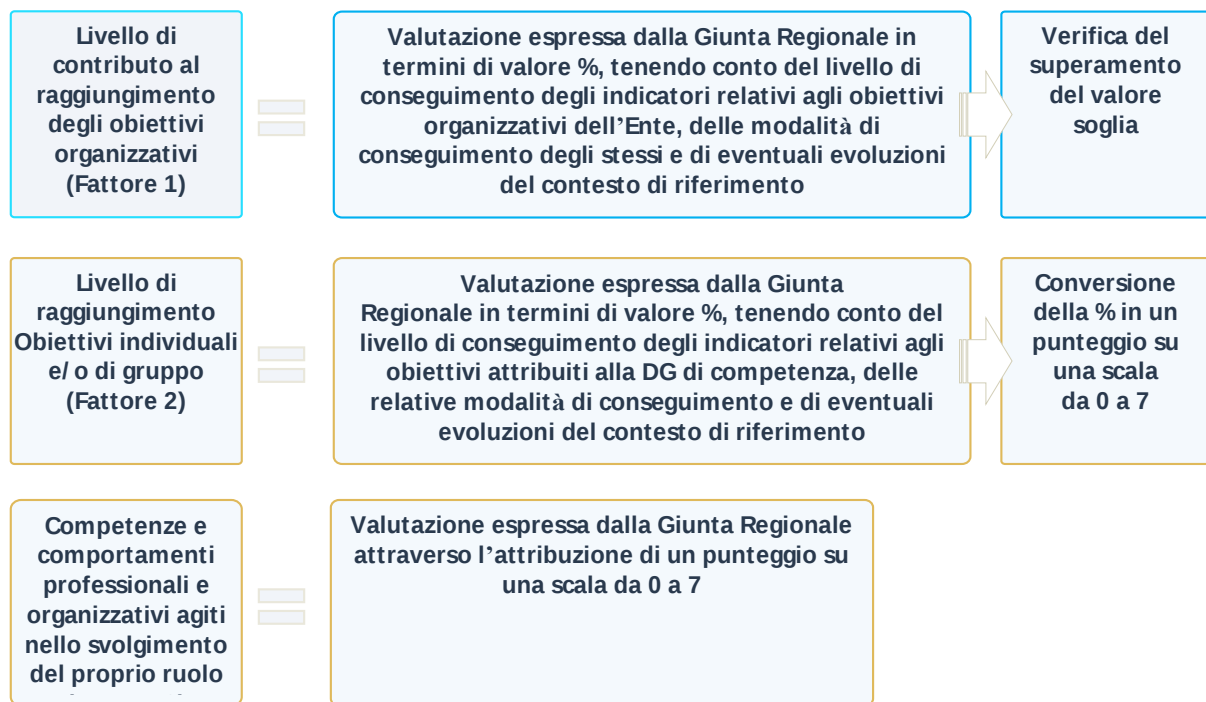 Livello di
contributo al
raggiungimento
degli obiettivi
organizzativi
(Fattore 1)
Valutazione espressa dalla Giunta Regionale in
termini di valore %, tenendo conto del livello di
conseguimento degli indicatori relativi agli obiettivi
organizzativi dell’Ente, delle modalità di
conseguimento degli stessi e di eventuali evoluzioni
del contesto di riferimento
Verifica del
superamento
del valore
soglia
Livello di
raggiungimento
Obiettivi individuali
e/ o di gruppo
(Fattore 2)
Valutazione espressa dalla Giunta
Regionale in termini di valore %, tenendo conto del
livello di conseguimento degli indicatori relativi agli
obiettivi attribuiti alla DG di competenza, delle
relative modalità di conseguimento e di eventuali
evoluzioni del contesto di riferimento
Conversione
della % in un
punteggio su
una scala
da 0 a 7
Competenze e
comportamenti
professionali e
organizzativi agiti
nello svolgimento
del proprio ruolo
Valutazione espressa dalla Giunta Regionale
attraverso l’attribuzione di un punteggio su
una scala da 0 a 7